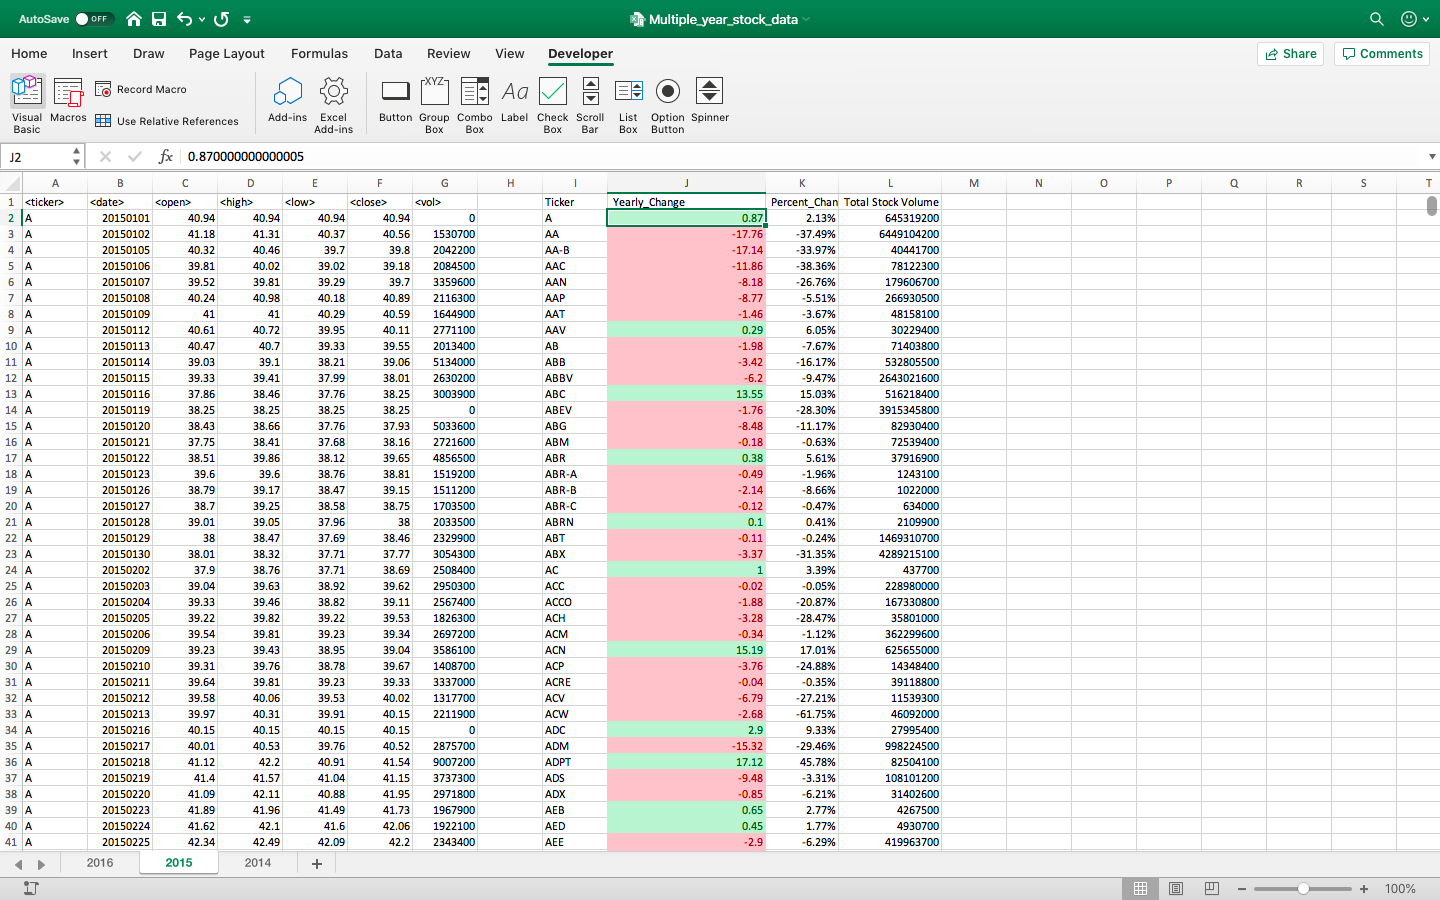 AutoSave OFF Multiple_year_stock_data
Home Insert Draw Page Layout Formulas Data Review View Developer Share Comments
Visual Basic Macros Record Macro Use Relative References Add-ins Excel Add-ins Button Group Box Combo Box Label Check Box Scroll Bar List Box Option Button Spinner
XYZ Aa
J2 fx 0.870000000000005
A B C D E F G H I J K L M N O P Q R S T
1 <ticker> <date> <open> <high> <low> <close> <vol> Ticker Yearly_Change Percent_Chan Total Stock Volume
2 A 20150101 40.94 40.94 40.94 40.94 0 A 0.87 2.13% 645319200
3 A 20150102 41.18 41.31 40.37 40.56 1530700 AA -17.76 -37.49% 6449104200
4 A 20150105 40.32 40.46 39.7 39.8 2042200 AA-B -17.14 -33.97% 40441700
5 A 20150106 39.81 40.02 39.02 39.18 2084500 AAC -11.86 -38.36% 78122300
6 A 20150107 39.52 39.81 39.29 39.7 3359600 AAN -8.18 -26.76% 179606700
7 A 20150108 40.24 40.98 40.18 40.89 2116300 AAP -8.77 -5.51% 266930500
8 A 20150109 41 41 40.29 40.59 1644900 AAT -1.46 -3.67% 48158100
9 A 20150112 40.61 40.72 39.95 40.11 2771100 AAV 0.29 6.05% 30229400
10 A 20150113 40.47 40.7 39.33 39.55 2013400 AB -1.98 -7.67% 71403800
11 A 20150114 39.03 39.1 38.21 39.06 5134000 ABB -3.42 -16.17% 532805500
12 A 20150115 39.33 39.41 37.99 38.01 2630200 ABBV -6.2 -9.47% 2643021600
13 A 20150116 37.86 38.46 37.76 38.25 3003900 ABC 13.55 15.03% 516218400
14 A 20150119 38.25 38.25 38.25 38.25 0 ABEV -1.76 -28.30% 3915345800
15 A 20150120 38.43 38.66 37.76 37.93 5033600 ABG -8.48 -11.17% 82930400
16 A 20150121 37.75 38.41 37.68 38.16 2721600 ABM -0.18 -0.63% 72539400
17 A 20150122 38.51 39.86 38.12 39.65 4856500 ABR 0.38 5.61% 37916900
18 A 20150123 39.6 39.6 38.76 38.81 1519200 ABR-A -0.49 -1.96% 1243100
19 A 20150126 38.79 39.17 38.47 39.15 1511200 ABR-B -2.14 -8.66% 1022000
20 A 20150127 38.7 39.25 38.58 38.75 1703500 ABR-C -0.12 -0.47% 634000
21 A 20150128 39.01 39.05 37.96 38 2033500 ABRN 0.1 0.41% 2109900
22 A 20150129 38 38.47 37.69 38.46 2329900 ABT -0.11 -0.24% 1469310700
23 A 20150130 38.01 38.32 37.71 37.77 3054300 ABX -3.37 -31.35% 4289215100
24 A 20150202 37.9 38.76 37.71 38.69 2508400 AC 1 3.39% 437700
25 A 20150203 39.04 39.63 38.92 39.62 2950300 ACC -0.02 -0.05% 228980000
26 A 20150204 39.33 39.46 38.82 39.11 2567400 ACCO -1.88 -20.87% 167330800
27 A 20150205 39.22 39.82 39.22 39.53 1826300 ACH -3.28 -28.47% 35801000
28 A 20150206 39.54 39.81 39.23 39.34 2697200 ACM -0.34 -1.12% 362299600
29 A 20150209 39.23 39.43 38.95 39.04 3586100 ACN 15.19 17.01% 625655000
30 A 20150210 39.31 39.76 38.78 39.67 1408700 ACP -3.76 -24.88% 14348400
31 A 20150211 39.64 39.81 39.23 39.33 3337000 ACRE -0.04 -0.35% 39118800
32 A 20150212 39.58 40.06 39.53 40.02 1317700 ACV -6.79 -27.21% 11539300
33 A 20150213 39.97 40.31 39.91 40.15 2211900 ACW -2.68 -61.75% 46092000
34 A 20150216 40.15 40.15 40.15 40.15 0 ADC 2.9 9.33% 27995400
35 A 20150217 40.01 40.53 39.76 40.52 2875700 ADM -15.32 -29.46% 998224500
36 A 20150218 41.12 42.2 40.91 41.54 9007200 ADPT 17.12 45.78% 82504100
37 A 20150219 41.4 41.57 41.04 41.15 3737300 ADS -9.48 -3.31% 108101200
38 A 20150220 41.09 42.11 40.88 41.95 2971800 ADX -0.85 -6.21% 31402600
39 A 20150223 41.89 41.96 41.49 41.73 1967900 AEB 0.65 2.77% 4267500
40 A 20150224 41.62 42.1 41.6 42.06 1922100 AED 0.45 1.77% 4930700
41 A 20150225 42.34 42.49 42.09 42.2 2343400 AEE -2.9 -6.29% 419963700
2016 2015 2014
100%